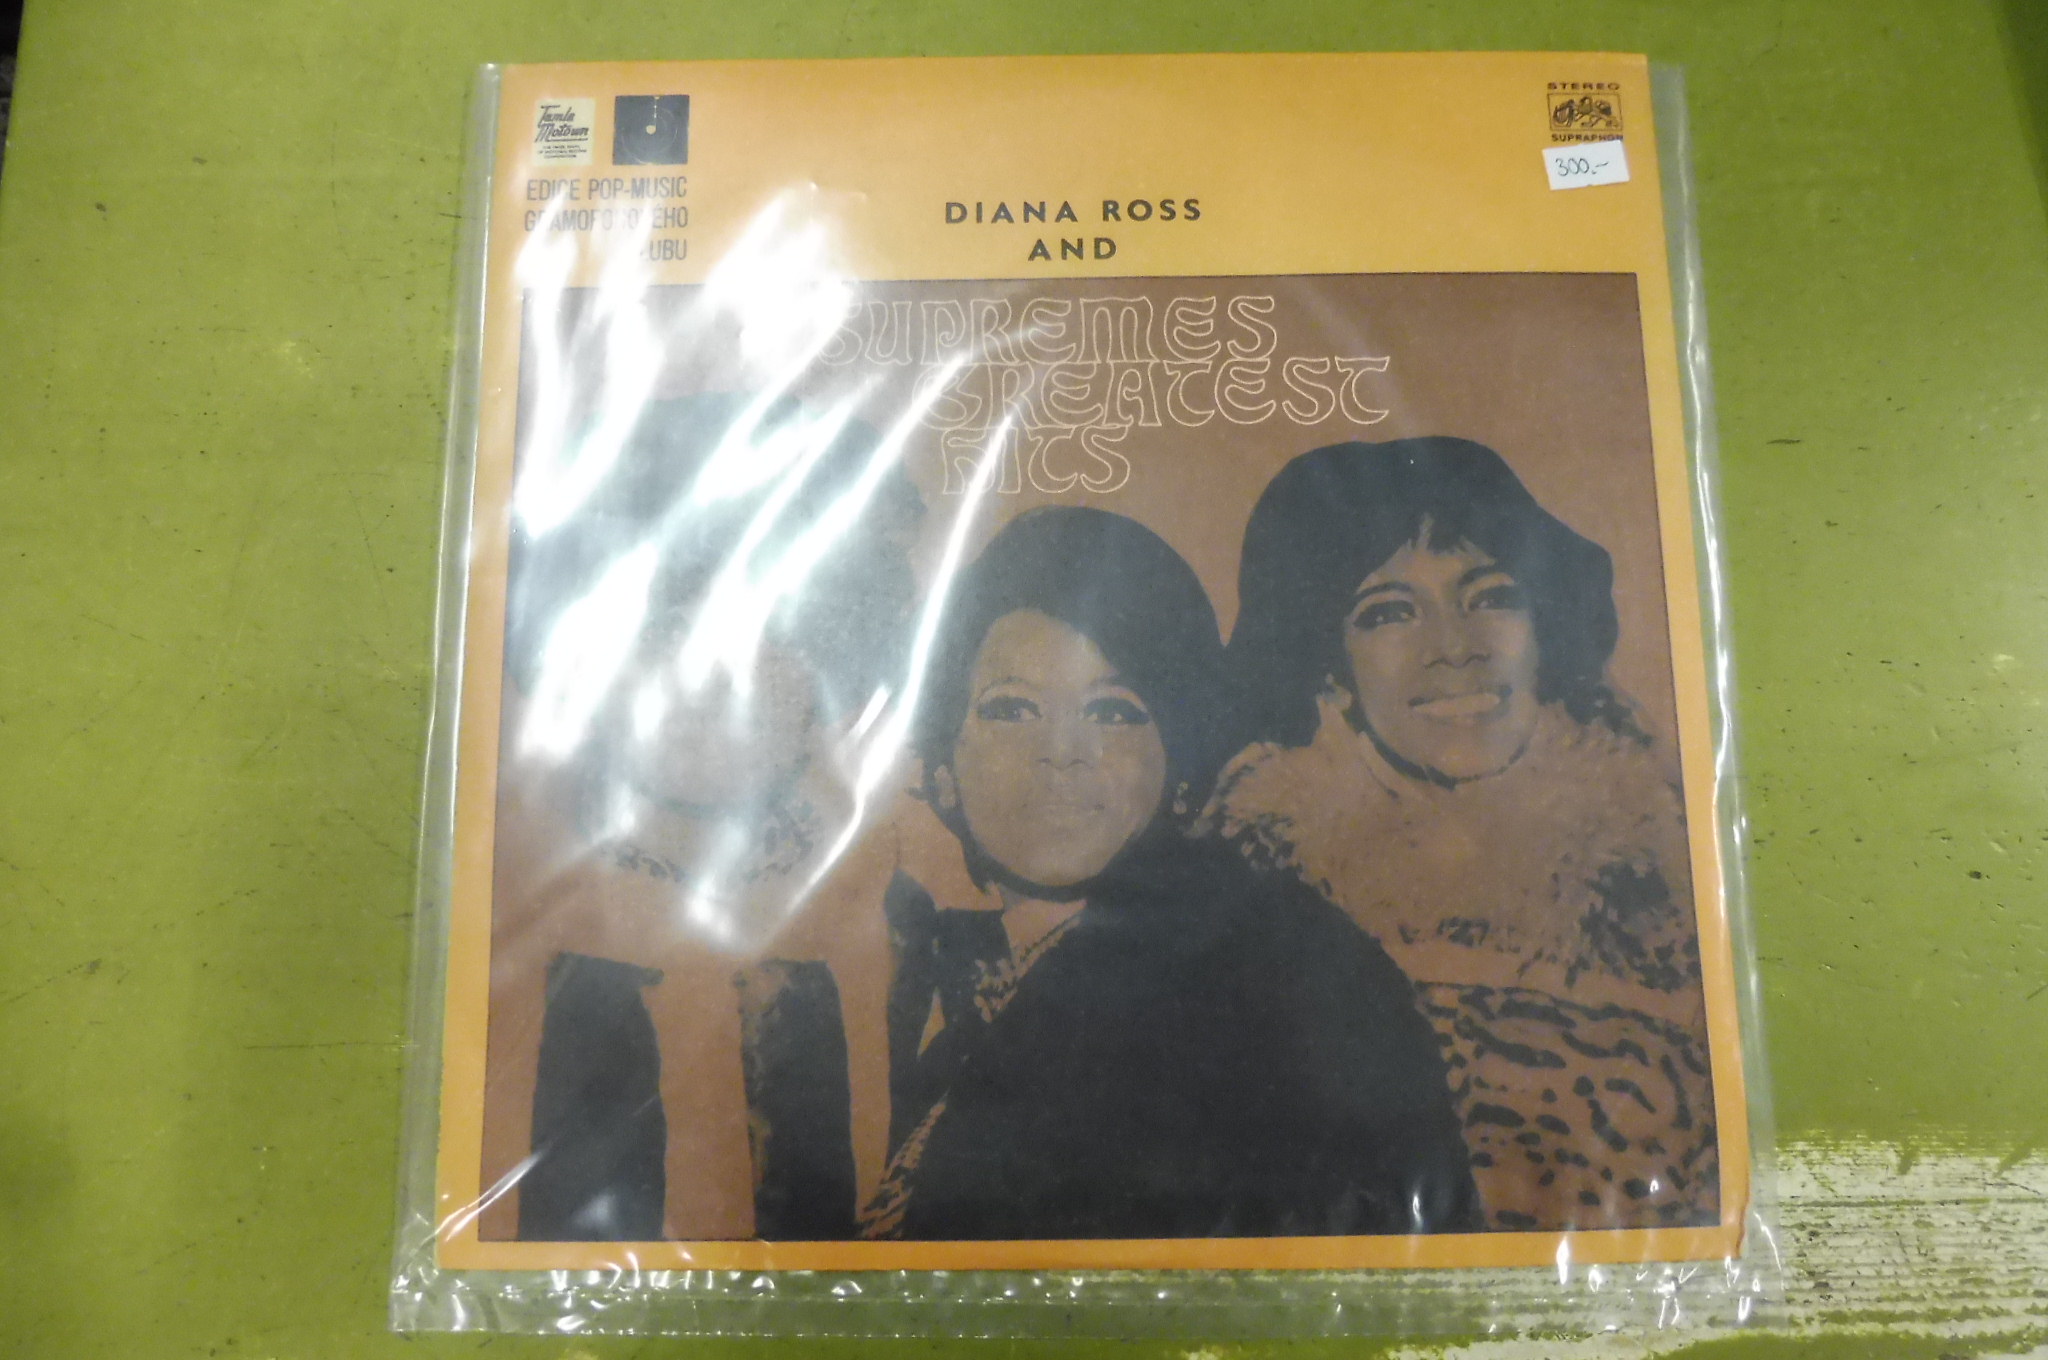 Tamla
Motown
STEREO
SUPRAPHON
300.-
EDICE POP-MUSIC
DIANA ROSS
AND
SUPREMES
GREATEST
HITS